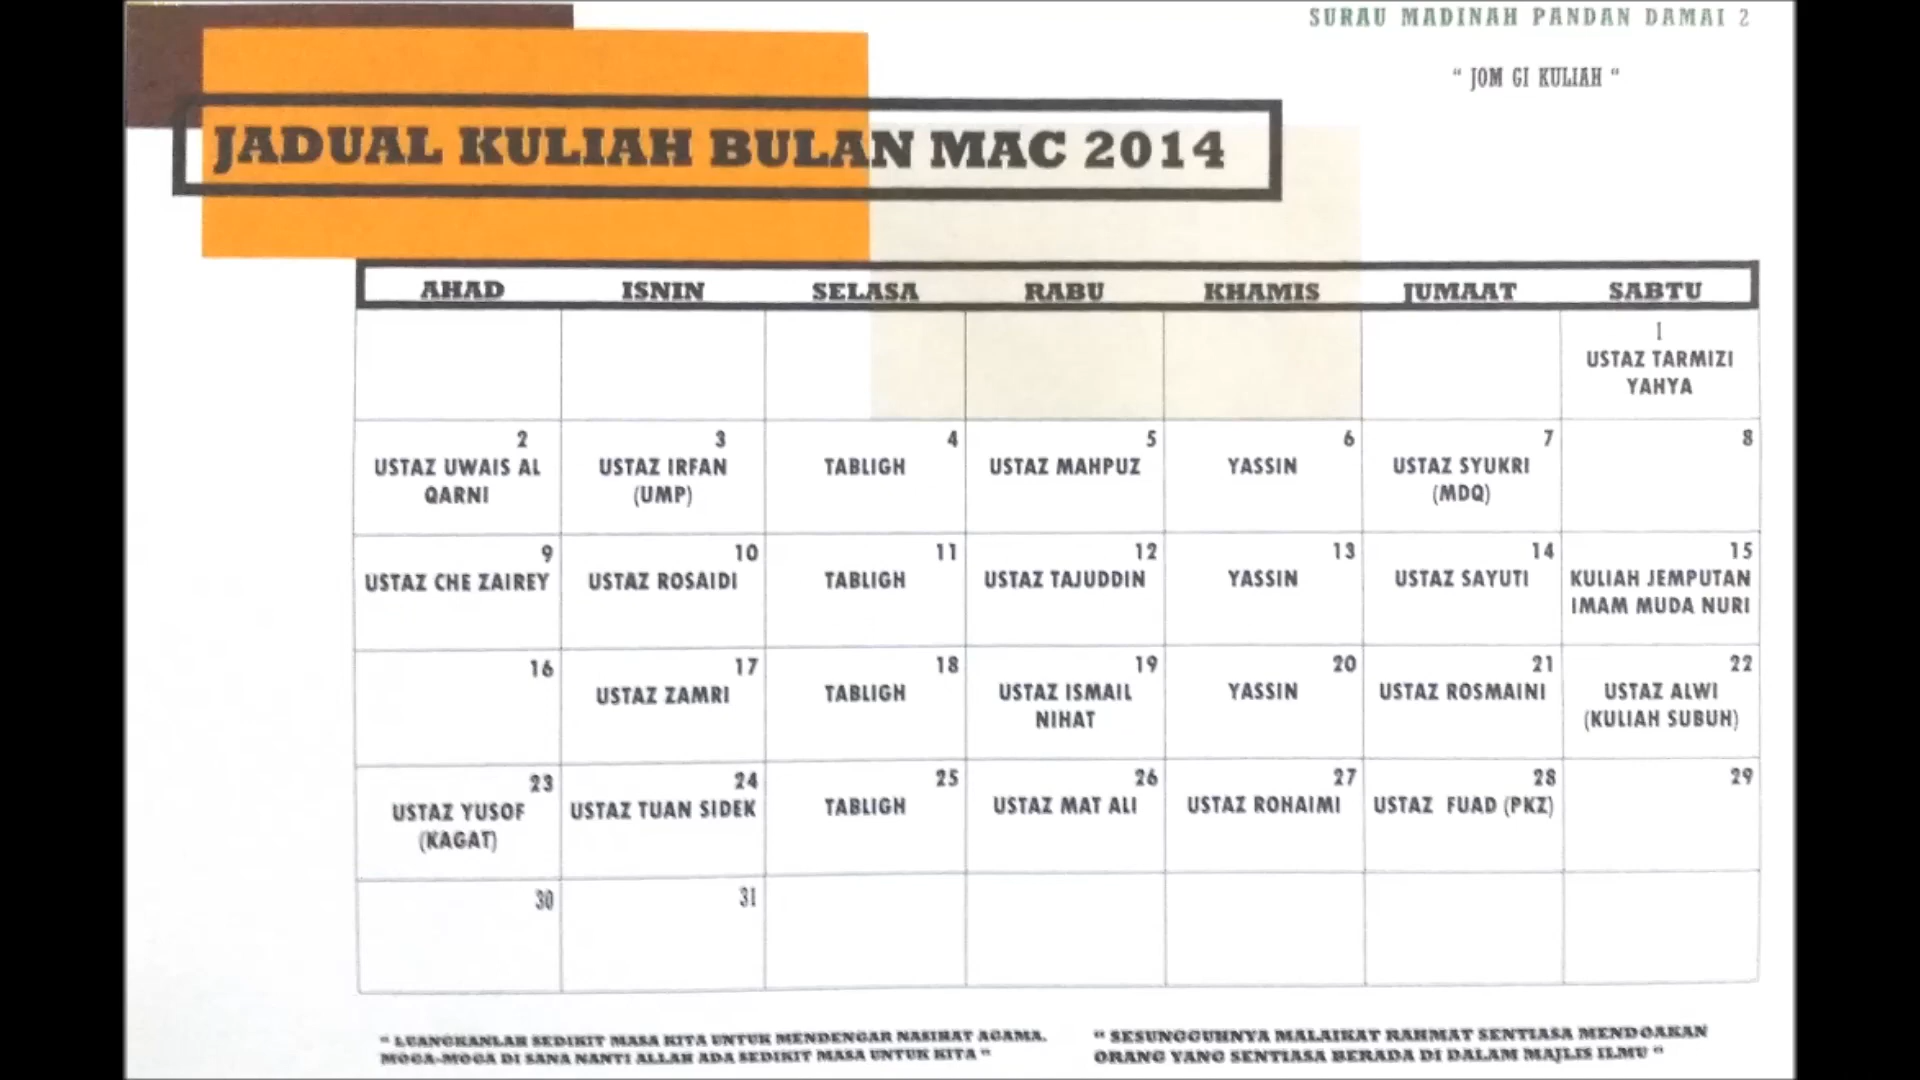 SURAU MADINAH PANDAN DAMAI 2
“ JOM GI KULIAH “
JADUAL KULIAH BULAN MAC 2014
AHAD ISNIN SELASA RABU KHAMIS JUMAAT SABTU
1
USTAZ TARMIZI
YAHYA
2 3 4 5 6 7 8
USTAZ UWAIS AL USTAZ IRFAN TABLIGH USTAZ MAHPUZ YASSIN USTAZ SYUKRI
QARNI (UMP) (MDQ)
9 10 11 12 13 14 15
USTAZ CHE ZAIREY USTAZ ROSAIDI TABLIGH USTAZ TAJUDDIN YASSIN USTAZ SAYUTI KULIAH JEMPUTAN
IMAM MUDA NURI
16 17 18 19 20 21 22
USTAZ ZAMRI TABLIGH USTAZ ISMAIL YASSIN USTAZ ROSMAINI USTAZ ALWI
NIHAT (KULIAH SUBUH)
23 24 25 26 27 28 29
USTAZ YUSOF USTAZ TUAN SIDEK TABLIGH USTAZ MAT ALI USTAZ ROHAIMI USTAZ FUAD (PKZ)
(KAGAT)
30 31
“ LUANGKANLAH SEDIKIT MASA KITA UNTUK MENDENGAR NASIHAT AGAMA.
MOGA-MOGA DI SANA NANTI ALLAH ADA SEDIKIT MASA UNTUK KITA “
“ SESUNGGUHNYA MALAIKAT RAHMAT SENTIASA MENDOAKAN
ORANG YANG SENTIASA BERADA DI DALAM MAJLIS ILMU “